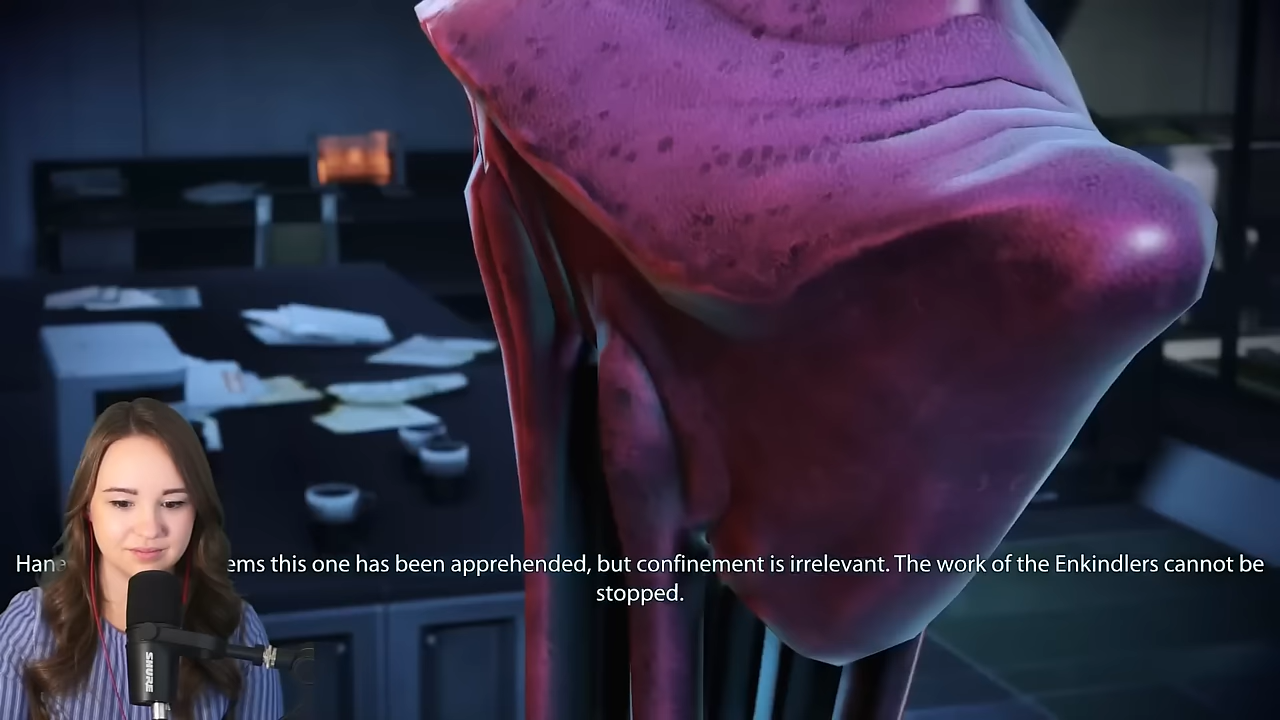 ems this one has been apprehended, but confinement is irrelevant. The work of the Enkindlers cannot be
stopped.
SHURE